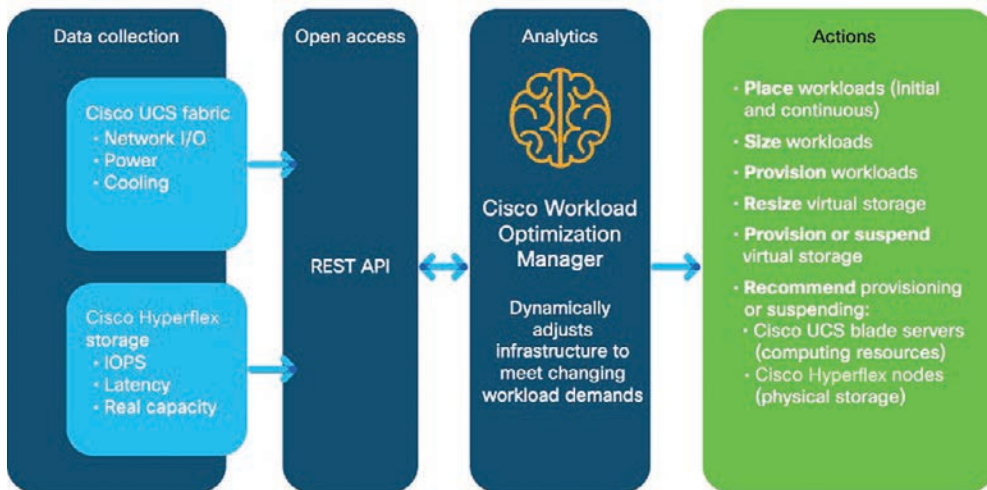 Data collection
Cisco UCS fabric
• Network I/O
• Power
• Cooling
Cisco Hyperflex
storage
• IOPS
• Latency
• Real capacity
Open access
REST API
Analytics
Cisco Workload
Optimization
Manager
Dynamically
adjusts
infrastructure to
meet changing
workload demands
Actions
• Place workloads (initial
and continuous)
• Size workloads
• Provision workloads
• Resize virtual storage
• Provision or suspend
virtual storage
• Recommend provisioning
or suspending:
• Cisco UCS blade servers
(computing resources)
• Cisco Hyperflex nodes
(physical storage)